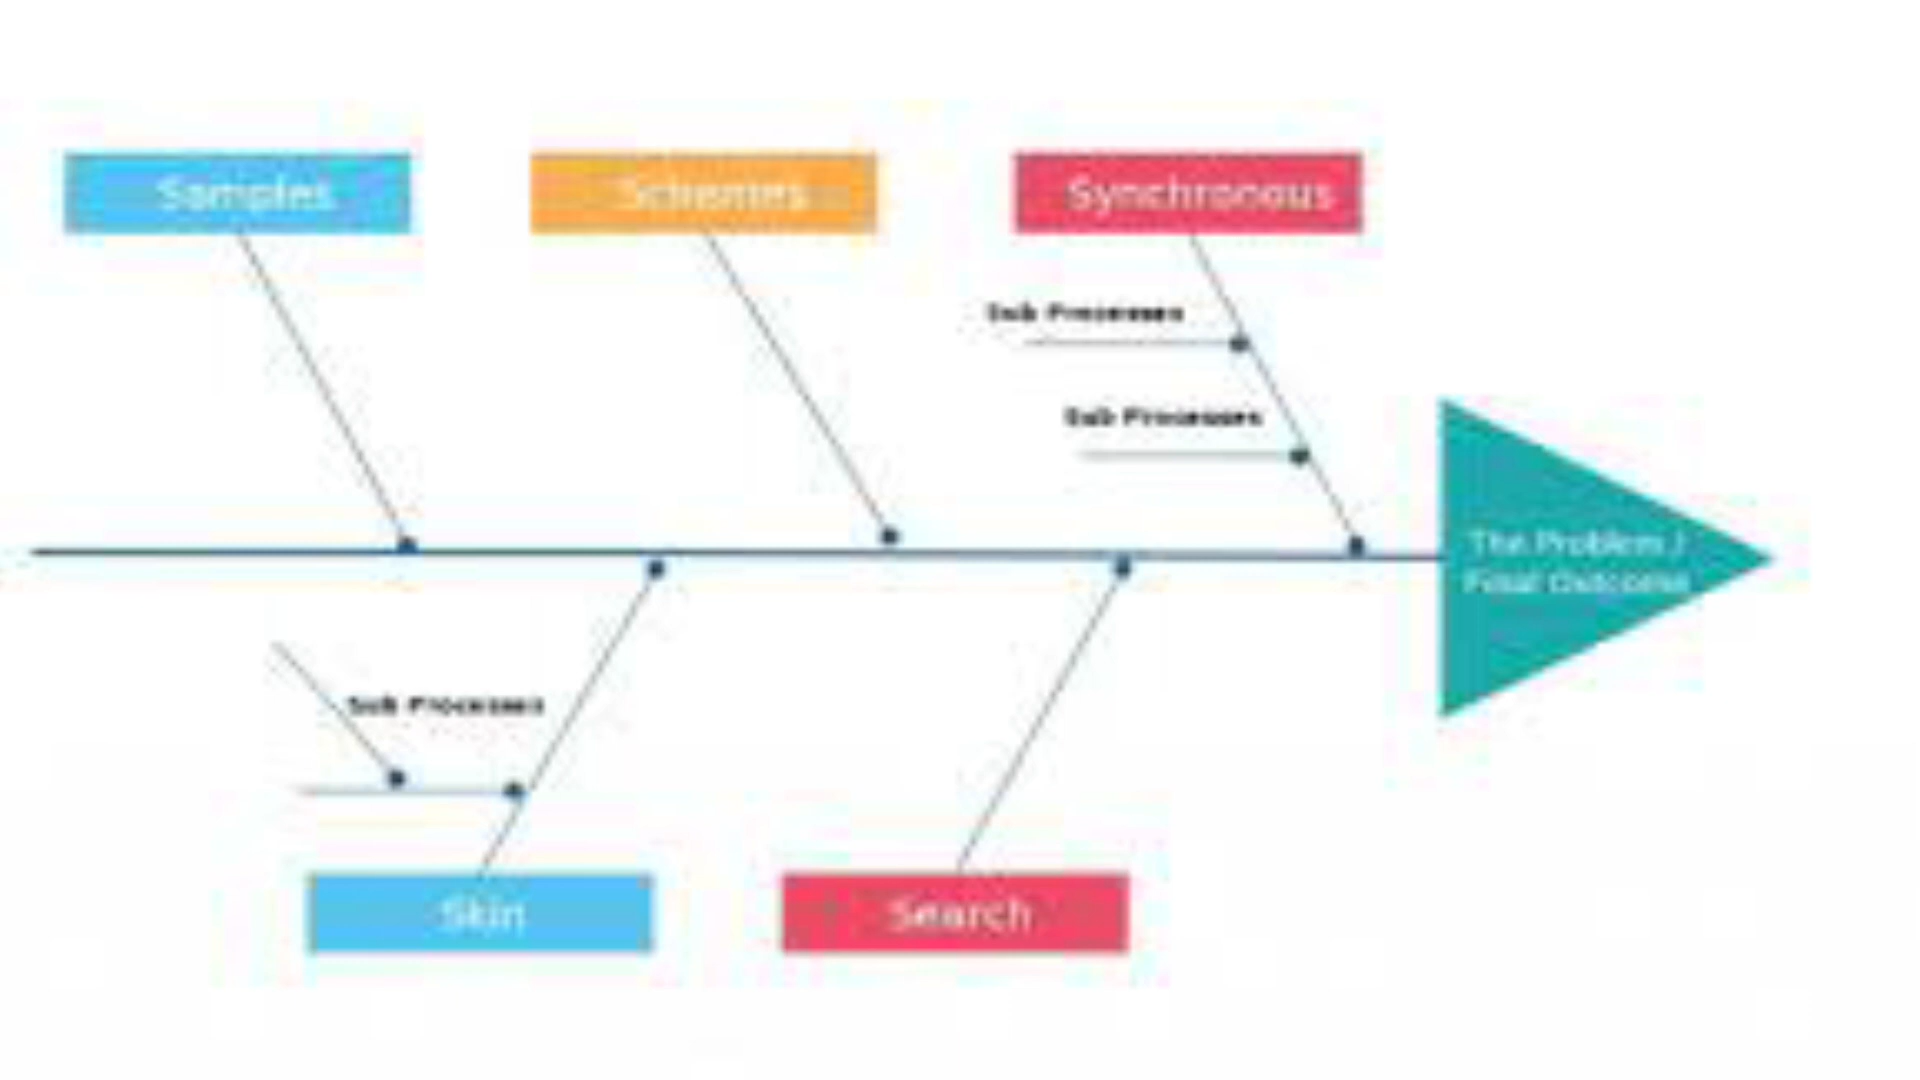 Samples
Schemes
Synchronous
Sub Processes
Sub Processes
The Problem /
Final Outcome
Sub Processes
Skin
Search